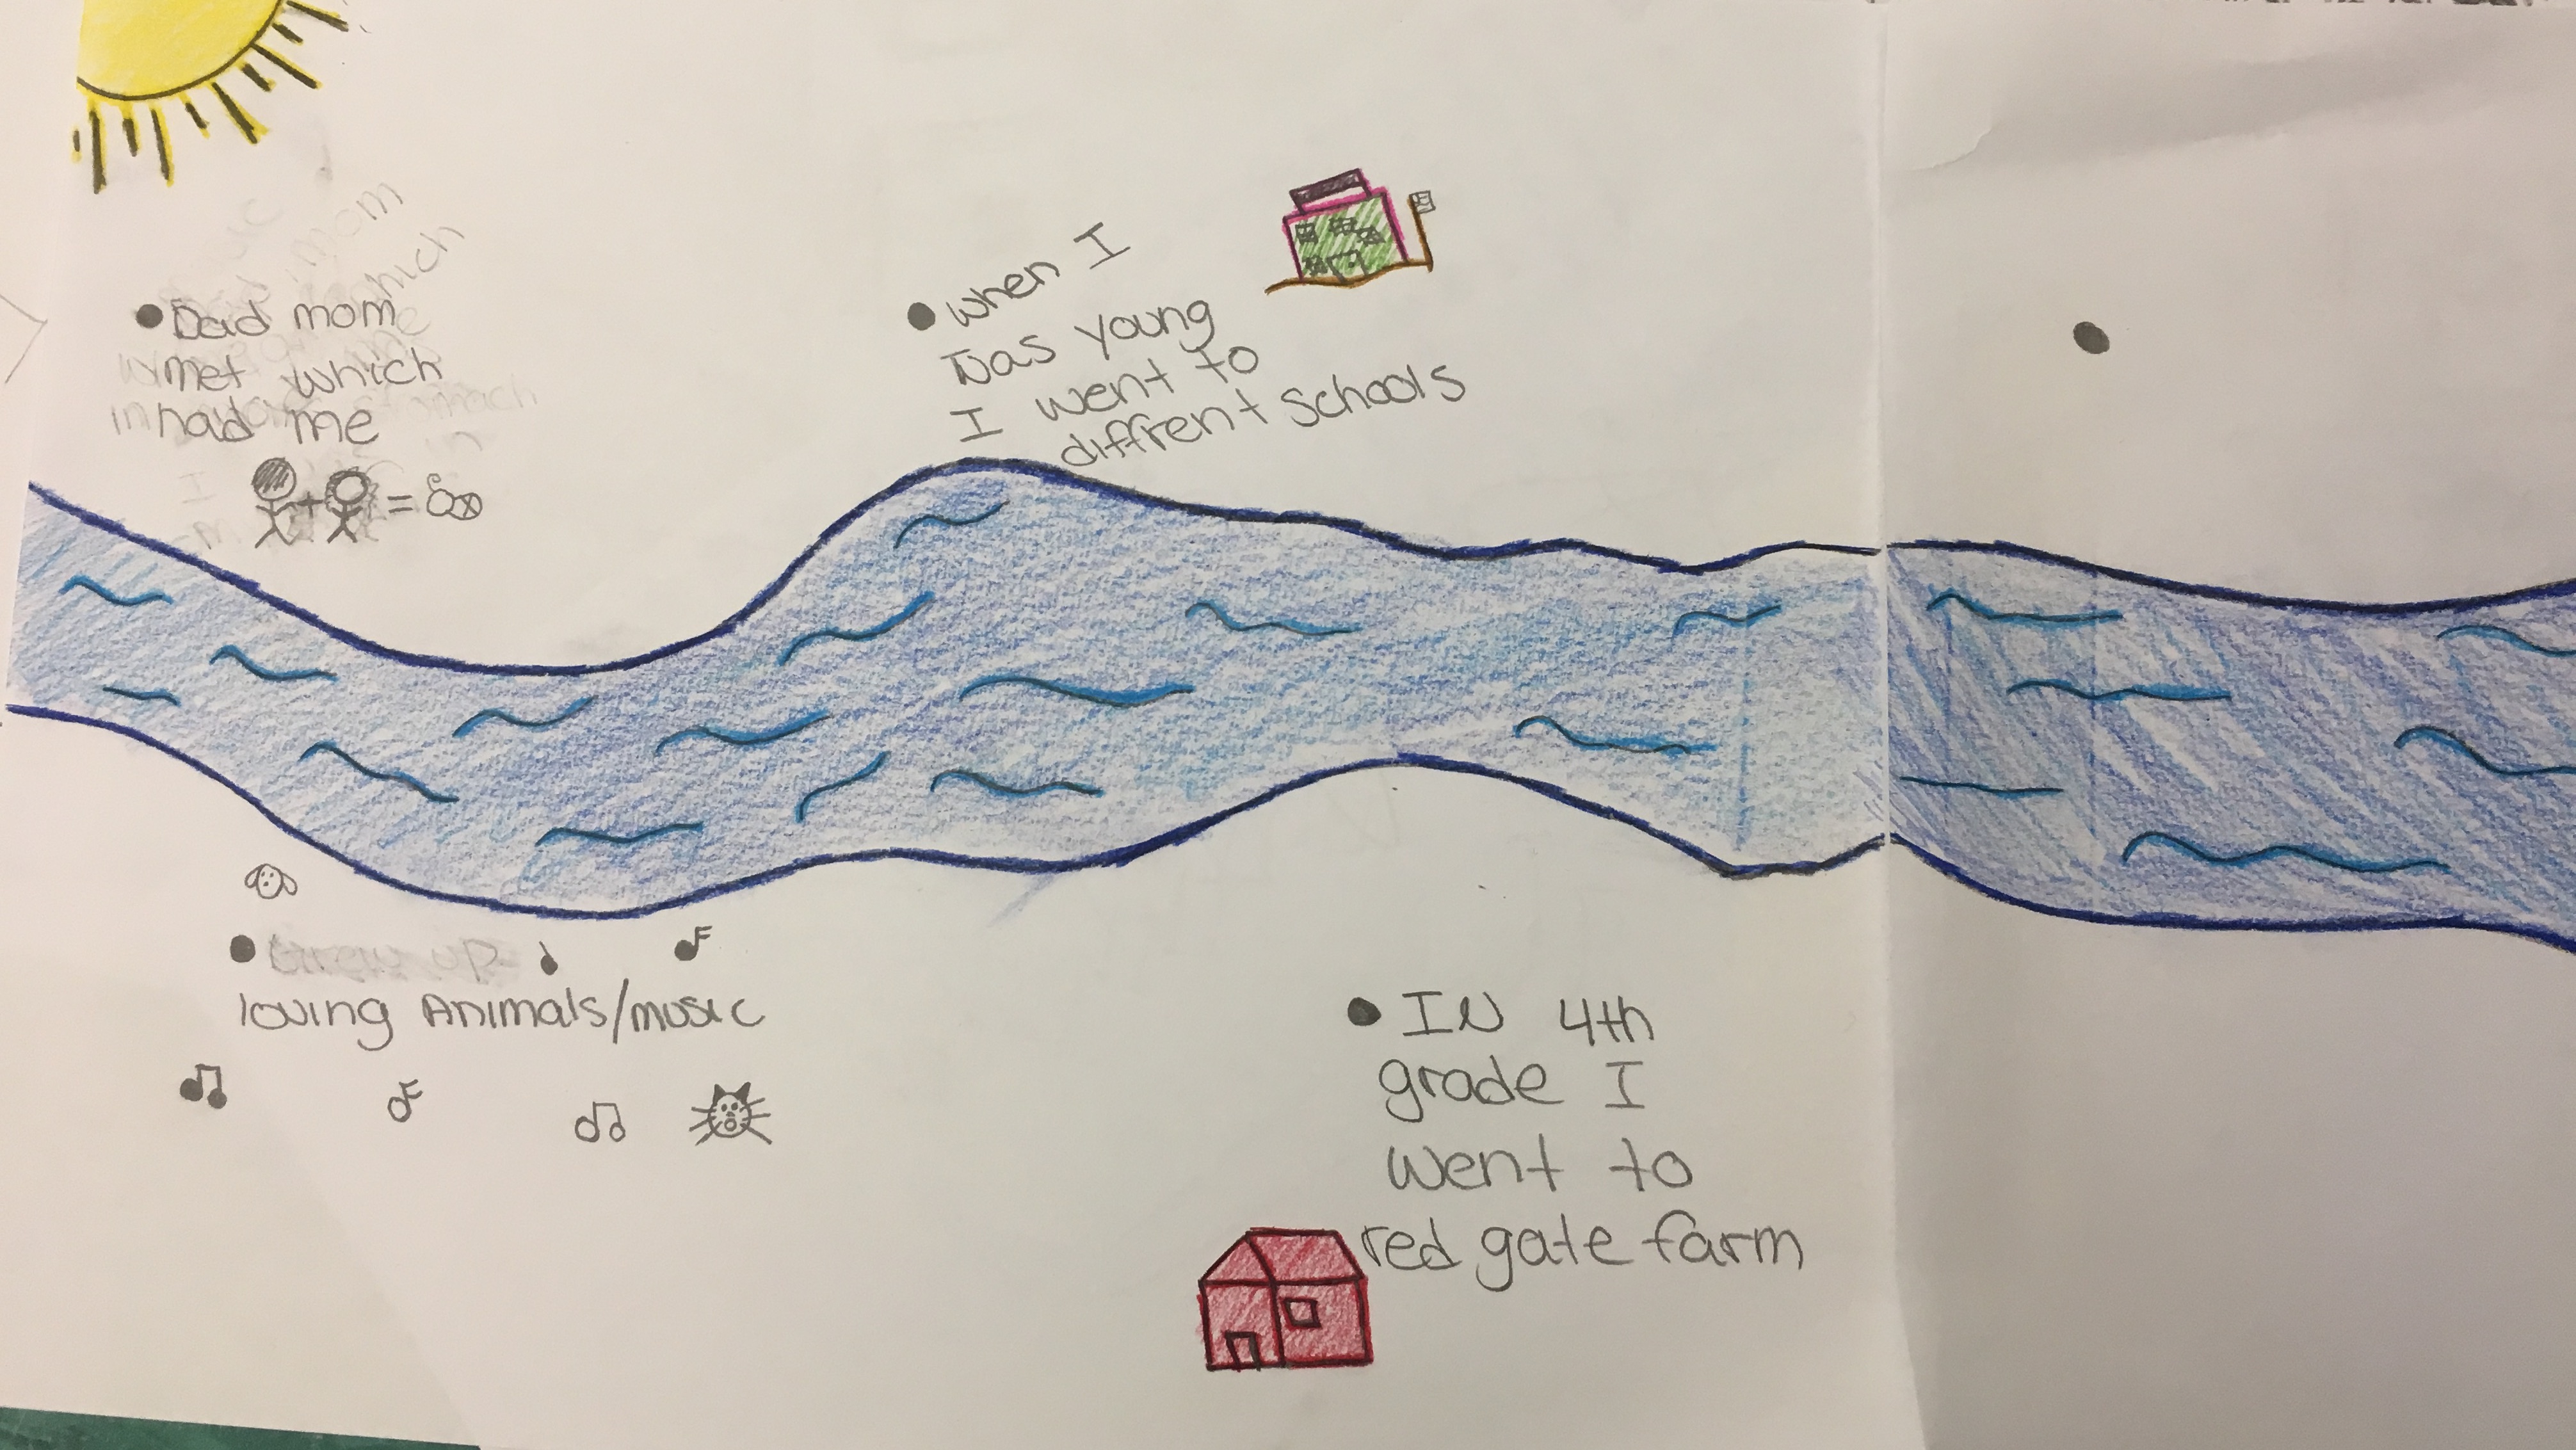 Dad mom
met which
had me
when I
was young
I went to
diffrent schools
Grew up
loving Animals/music
IN 4th
grade I
went to
red gate farm